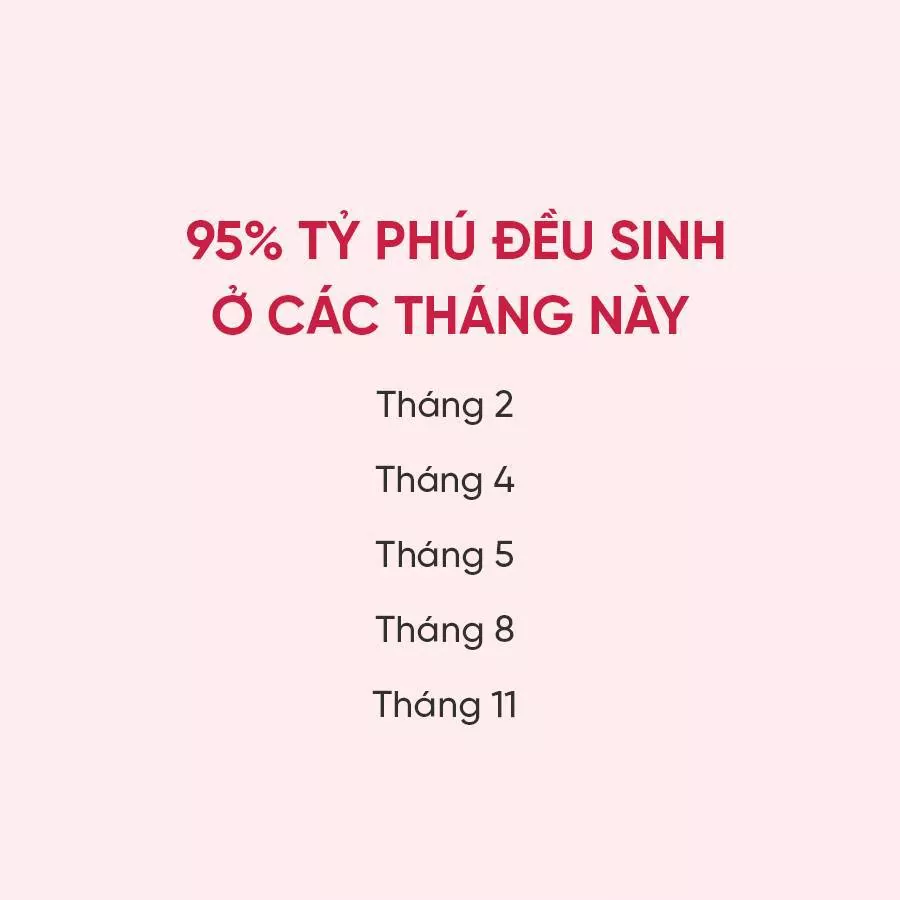 95% TỶ PHÚ ĐỀU SINH
Ở CÁC THÁNG NÀY
Tháng 2
Tháng 4
Tháng 5
Tháng 8
Tháng 11